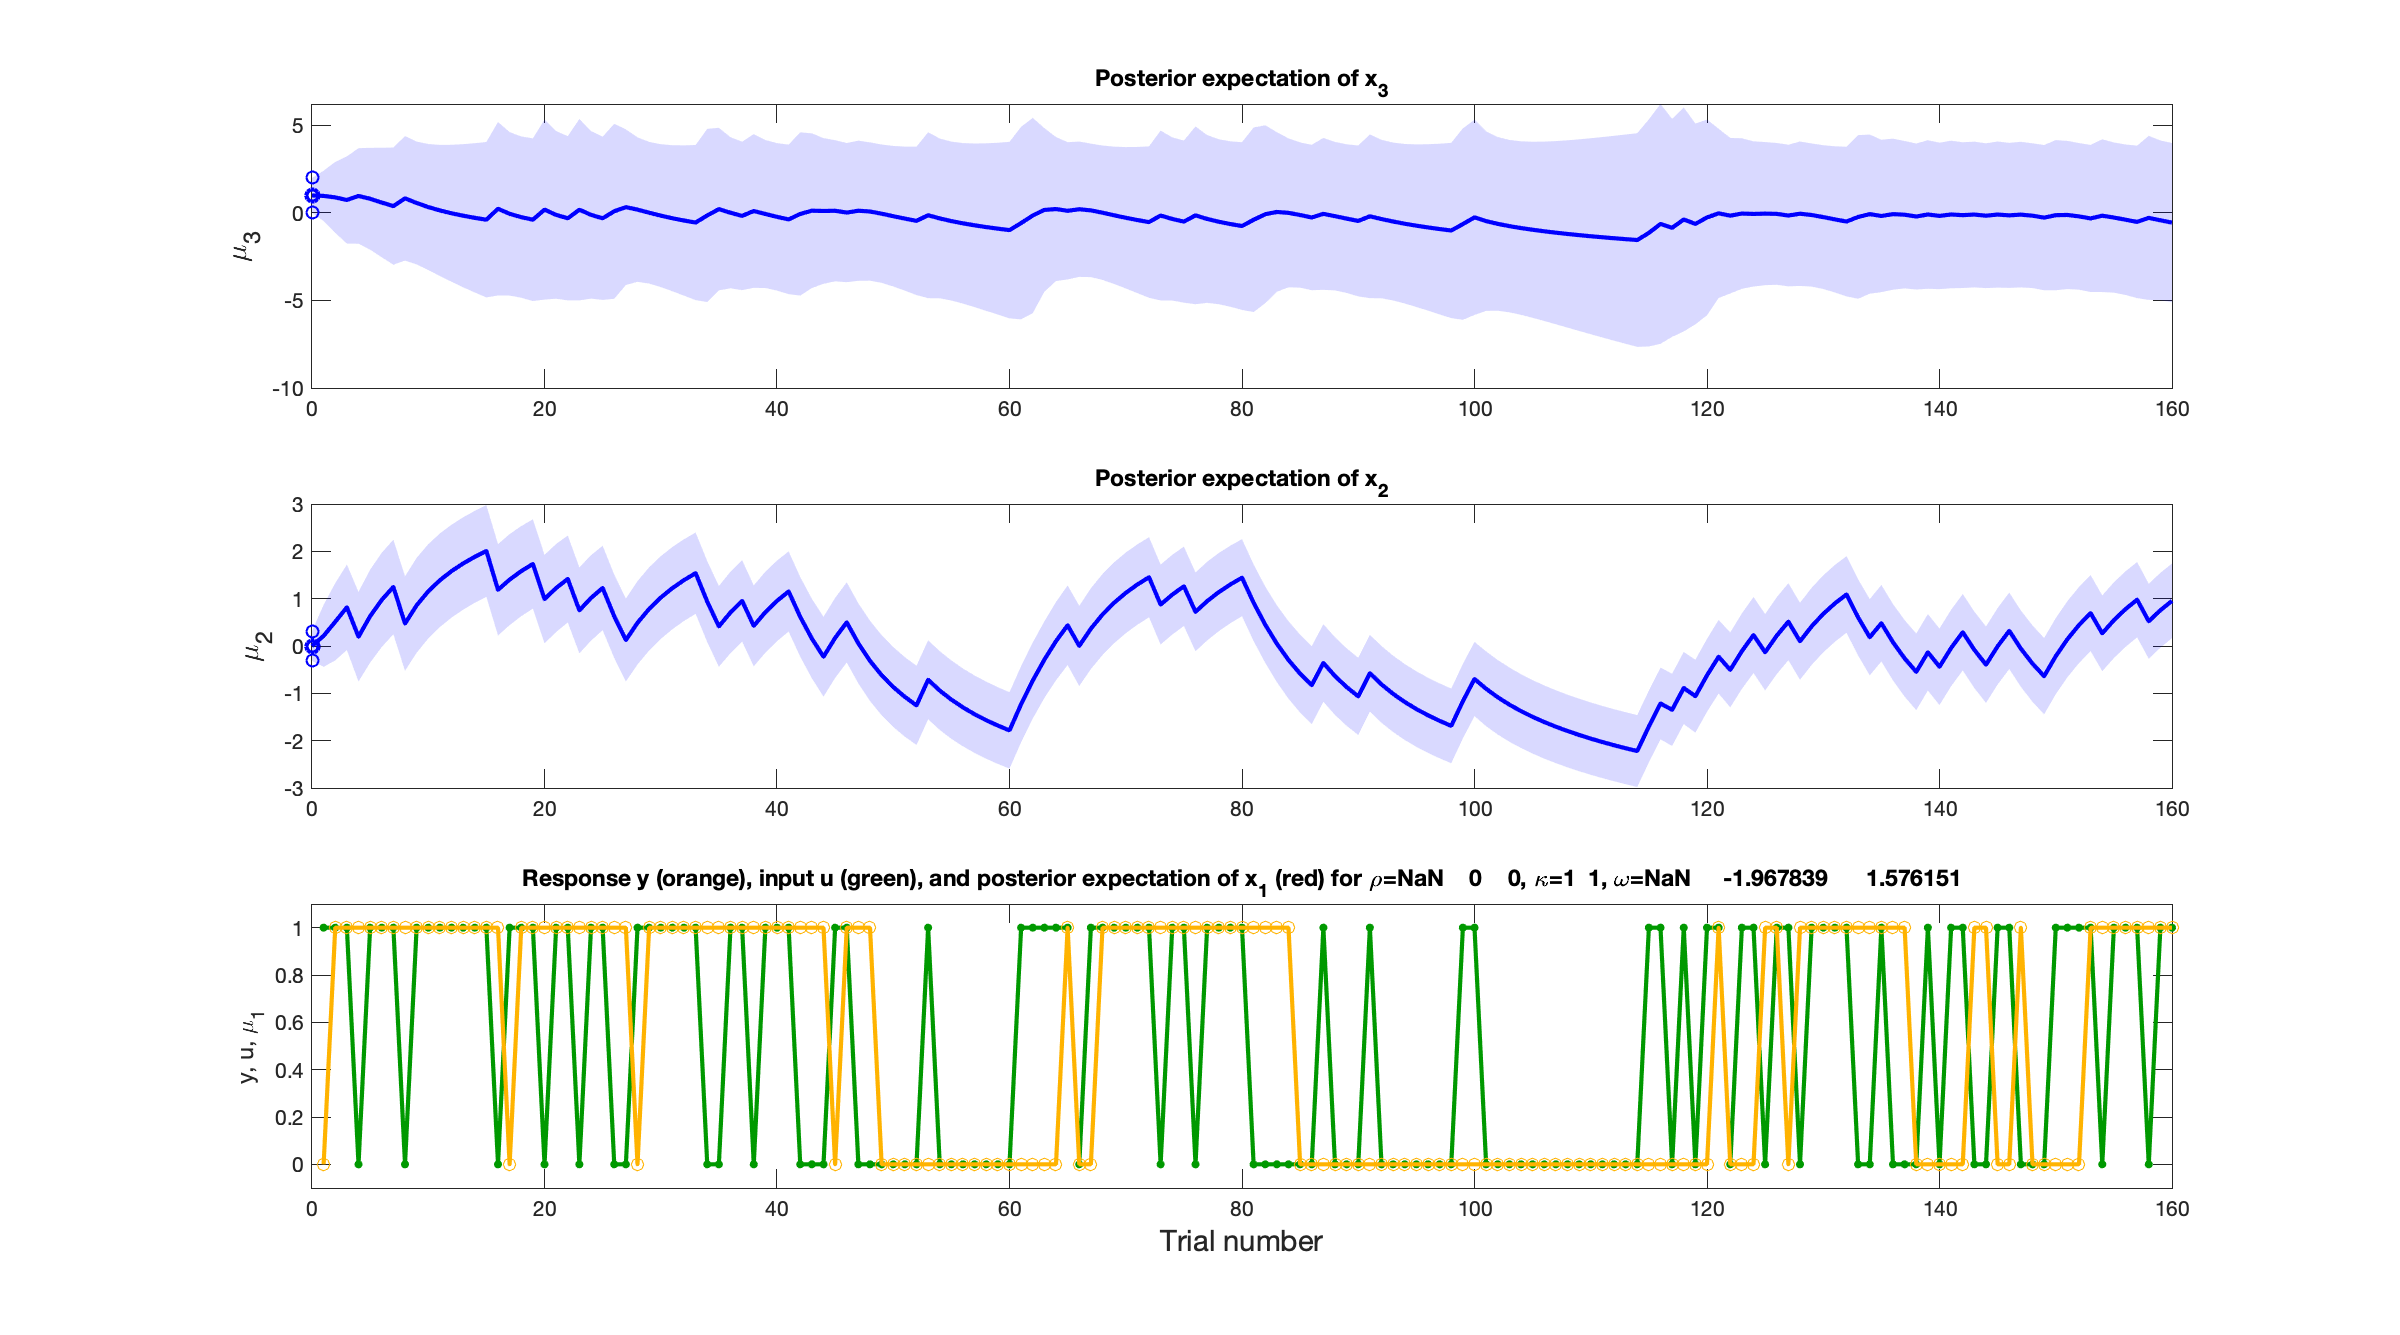 Posterior expectation of x3
5
0
-5
-10
μ3
0 20 40 60 80 100 120 140 160
Posterior expectation of x2
3
2
1
0
-1
-2
-3
μ2
0 20 40 60 80 100 120 140 160
Response y (orange), input u (green), and posterior expectation of x1 (red) for ρ=NaN 0 0, κ=1 1, ω=NaN -1.967839 1.576151
1
0.8
0.6
0.4
0.2
0
y, u, μ1
0 20 40 60 80 100 120 140 160
Trial number